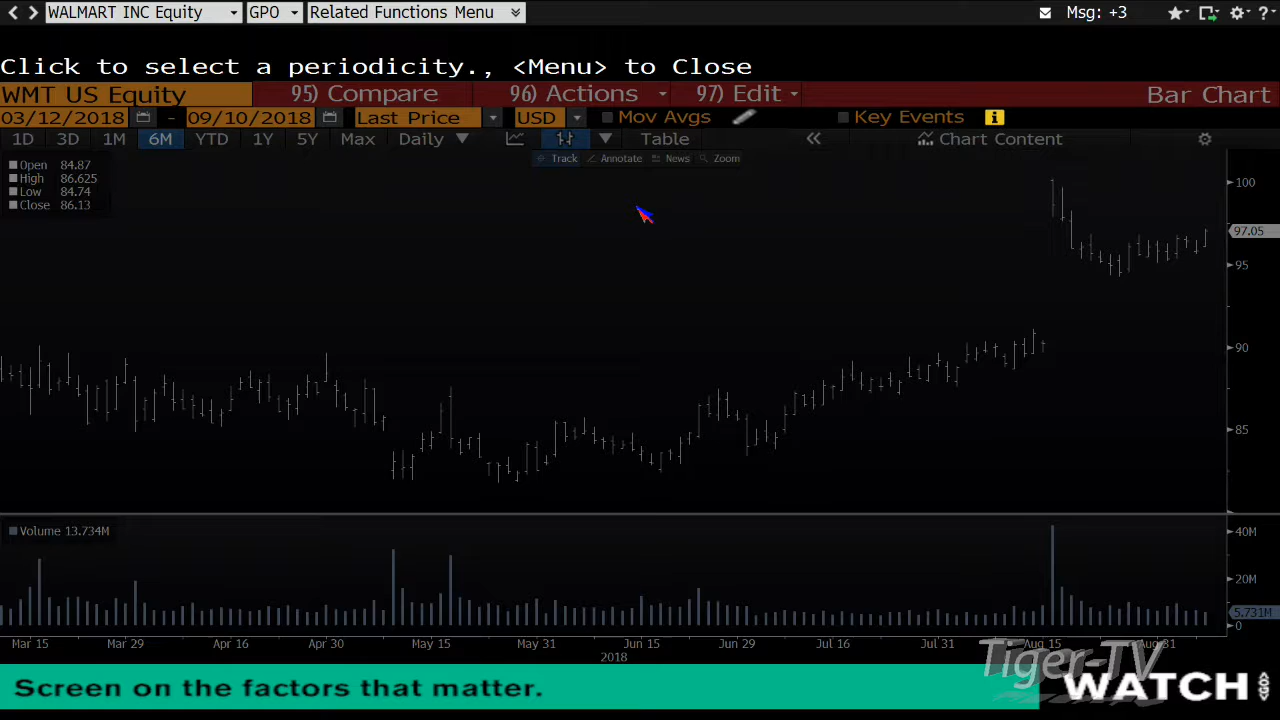 WALMART INC Equity GPO Related Functions Menu Msg: +3 ?
Click to select a periodicity., <Menu> to Close
WMT US Equity 95) Compare 96) Actions 97) Edit Bar Chart
03/12/2018 - 09/10/2018 Last Price USD Mov Avgs Key Events i
1D 3D 1M 6M YTD 1Y 5Y Max Daily Table « Chart Content
Track Annotate News Zoom
Open 84.87
High 86.625
Low 84.74
Close 86.13
100
97.05
95
90
85
Volume 13.734M
40M
20M
5.731M
0
Mar 15 Mar 29 Apr 16 Apr 30 May 15 May 31 Jun 15 Jun 29 Jul 16 Jul 31 Aug 15 Aug 31
2018
Tiger-TV
Screen on the factors that matter.
WATCH